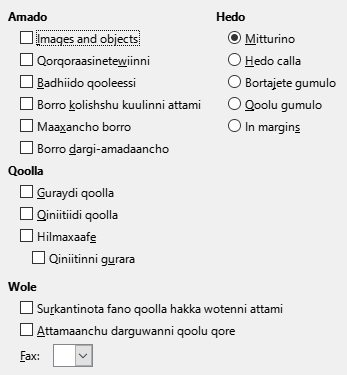 Amado
Images and objects
Qorqoraasinetewiinni
Badhiido qooleessi
Borro kolishshu kuulinni attami
Maaxancho borro
Borro dargi-amadaancho
Hedo
Mitturino
Hedo calla
Bortajete gumulo
Qoolu gumulo
In margins
Qoolla
Guraydi qoolla
Qiniitiidi qoolla
Hilmaxaafe
Qiniitinni gurara
Wole
Surkantinota fano qoolla hakka wotenni attami
Attamaanchu darguwanni qoolu qore
Fax: